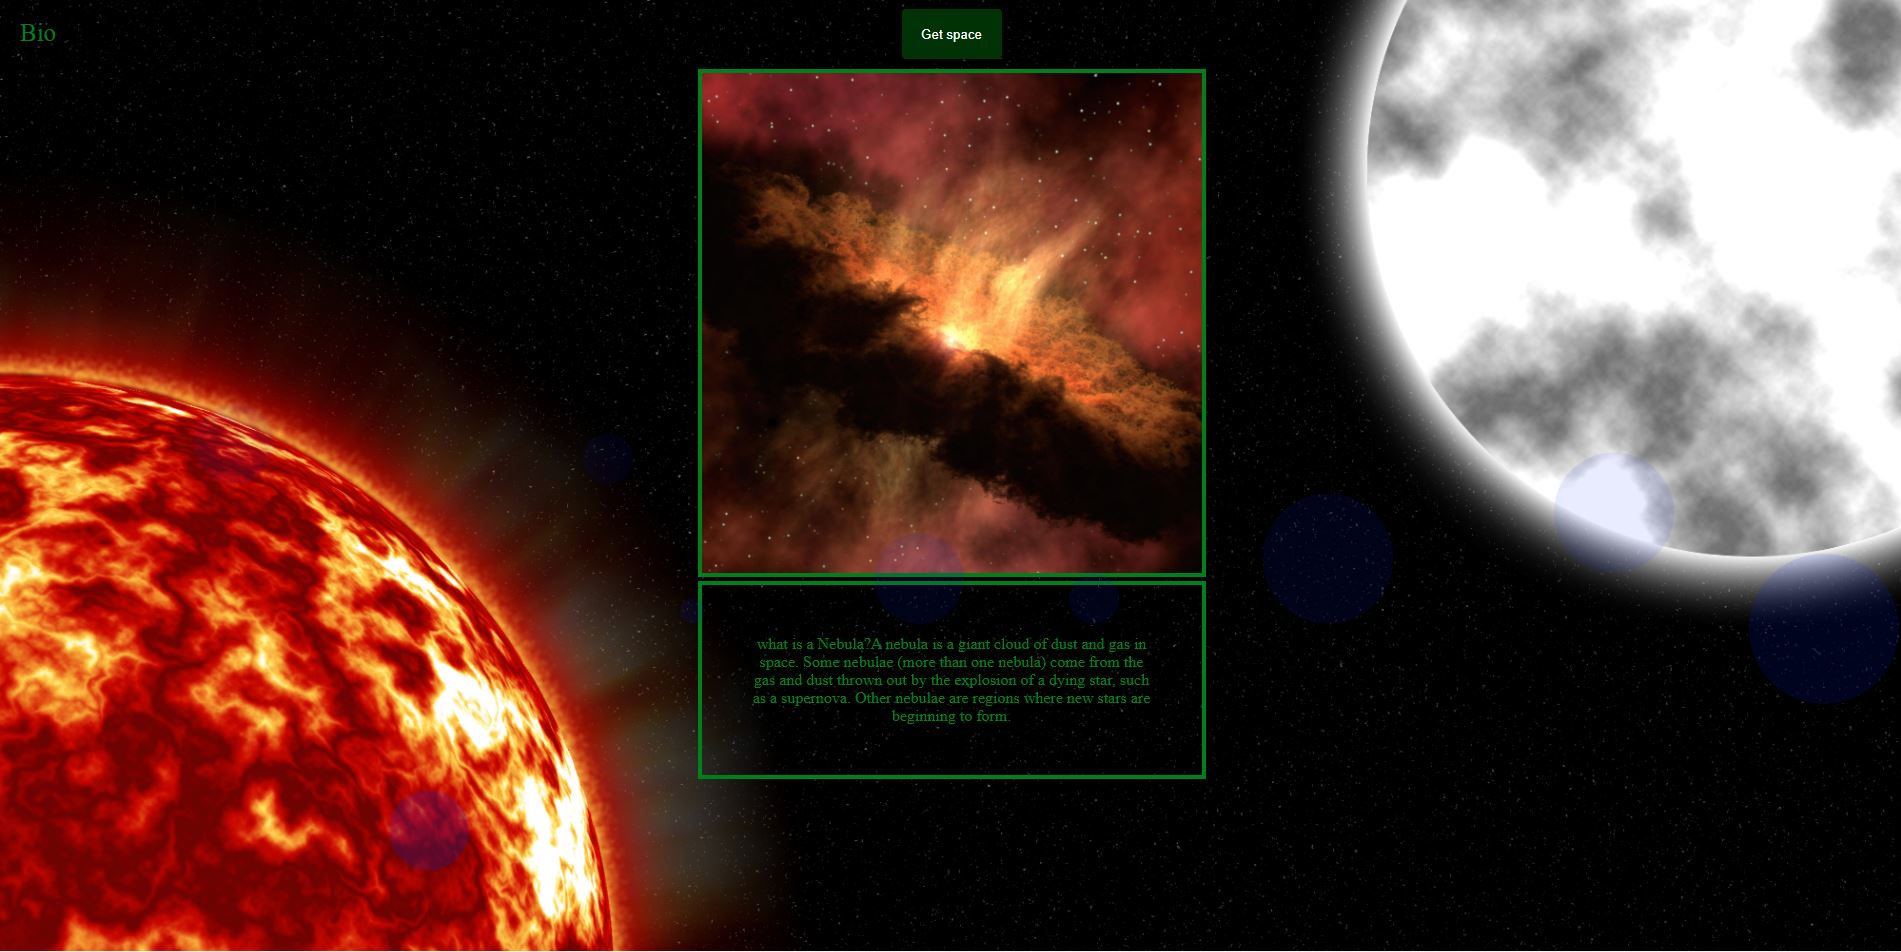 Bio
Get space
what is a Nebula?A nebula is a giant cloud of dust and gas in
space. Some nebulae (more than one nebula) come from the
gas and dust thrown out by the explosion of a dying star, such
as a supernova. Other nebulae are regions where new stars are
beginning to form.